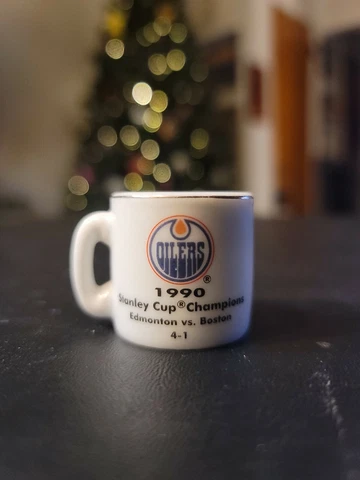 OILERS
®
1990
Stanley Cup® Champions
Edmonton vs. Boston
4-1